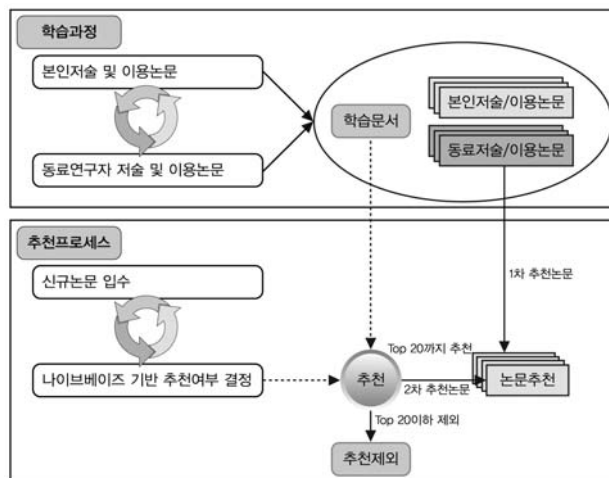 학습과정
본인저술 및 이용논문
동료연구자 저술 및 이용논문
학습문서
본인저술/이용논문
동료저술/이용논문
추천프로세스
신규논문 입수
나이브베이즈 기반 추천여부 결정
1차 추천논문
Top 20까지 추천
추천
2차 추천논문
논문추천
Top 20이하 제외
추천제외